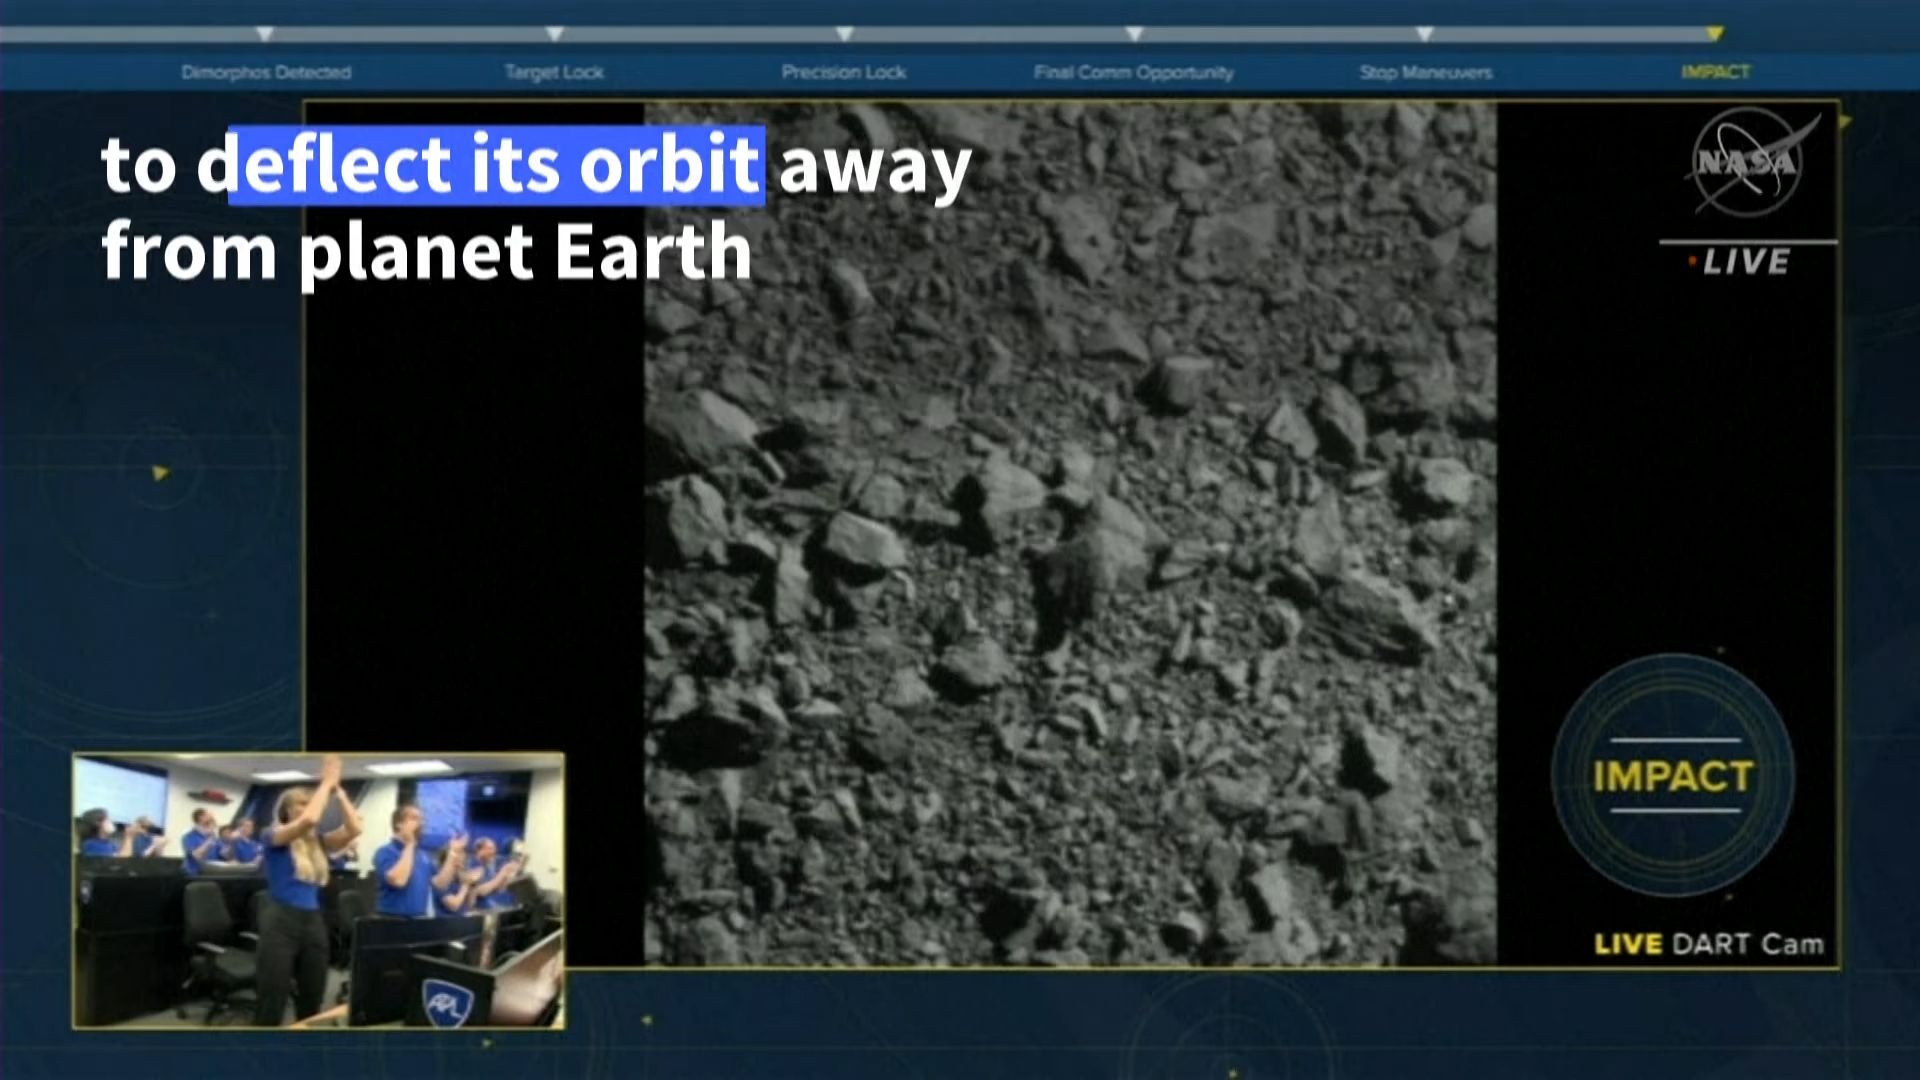 Dimorphos Detected
Target Lock
Precision Lock
Final Comm Opportunity
Stop Maneuvers
IMPACT
to deflect its orbit away
from planet Earth
NASA
LIVE
IMPACT
LIVE DART Cam
APL